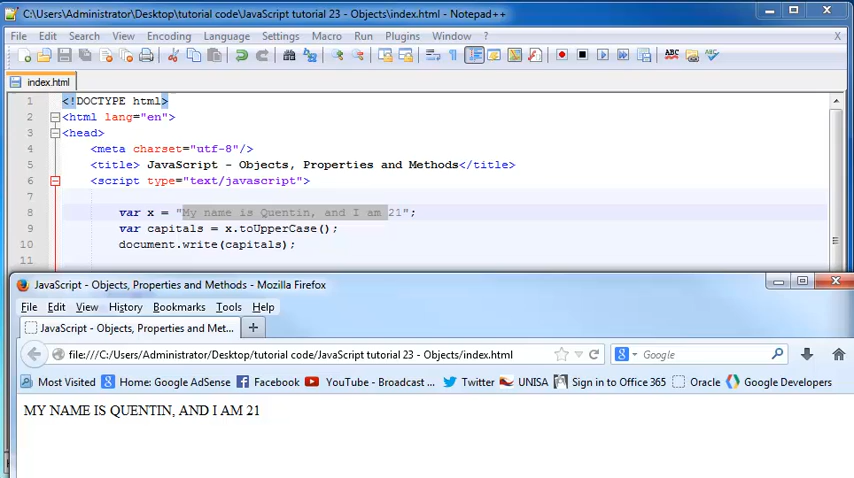 C:\Users\Administrator\Desktop\tutorial code\JavaScript tutorial 23 - Objects\index.html - Notepad++
File Edit Search View Encoding Language Settings Macro Run Plugins Window ? X
index.html
1 <!DOCTYPE html>
2 <html lang="en">
3 <head>
4 <meta charset="utf-8"/>
5 <title> JavaScript - Objects, Properties and Methods</title>
6 <script type="text/javascript">
7
8 var x = "My name is Quentin, and I am 21";
9 var capitals = x.toUpperCase();
10 document.write(capitals);
11
JavaScript - Objects, Properties and Methods - Mozilla Firefox
File Edit View History Bookmarks Tools Help
JavaScript - Objects, Properties and Met...
file:///C:/Users/Administrator/Desktop/tutorial code/JavaScript tutorial 23 - Objects/index.html Google
Most Visited Home: Google AdSense Facebook YouTube - Broadcast ... Twitter UNISA Sign in to Office 365 Oracle Google Developers
MY NAME IS QUENTIN, AND I AM 21